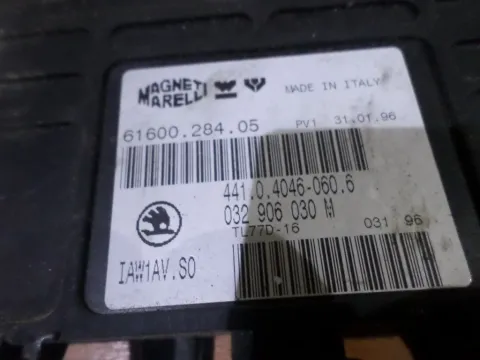 MAGNETI
MARELLI
MADE IN ITALY
61600.284.05 PV1 31.01.96
441.0.4046-060.6
032 906 030 M
TL77D-16 031 96
IAW1AV.S0